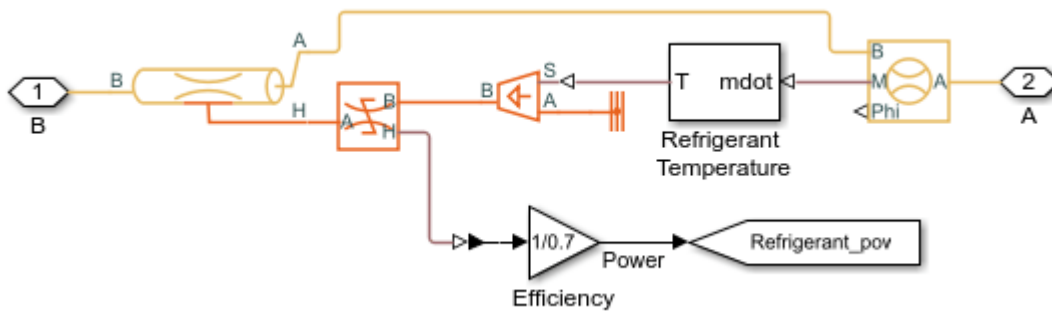 A
B
B
S
T
mdot
M
A
1
B
2
B
A
Phi
B
H
A
H
Refrigerant
Temperature
A
1/0.7
Refrigerant_pov
Power
Efficiency